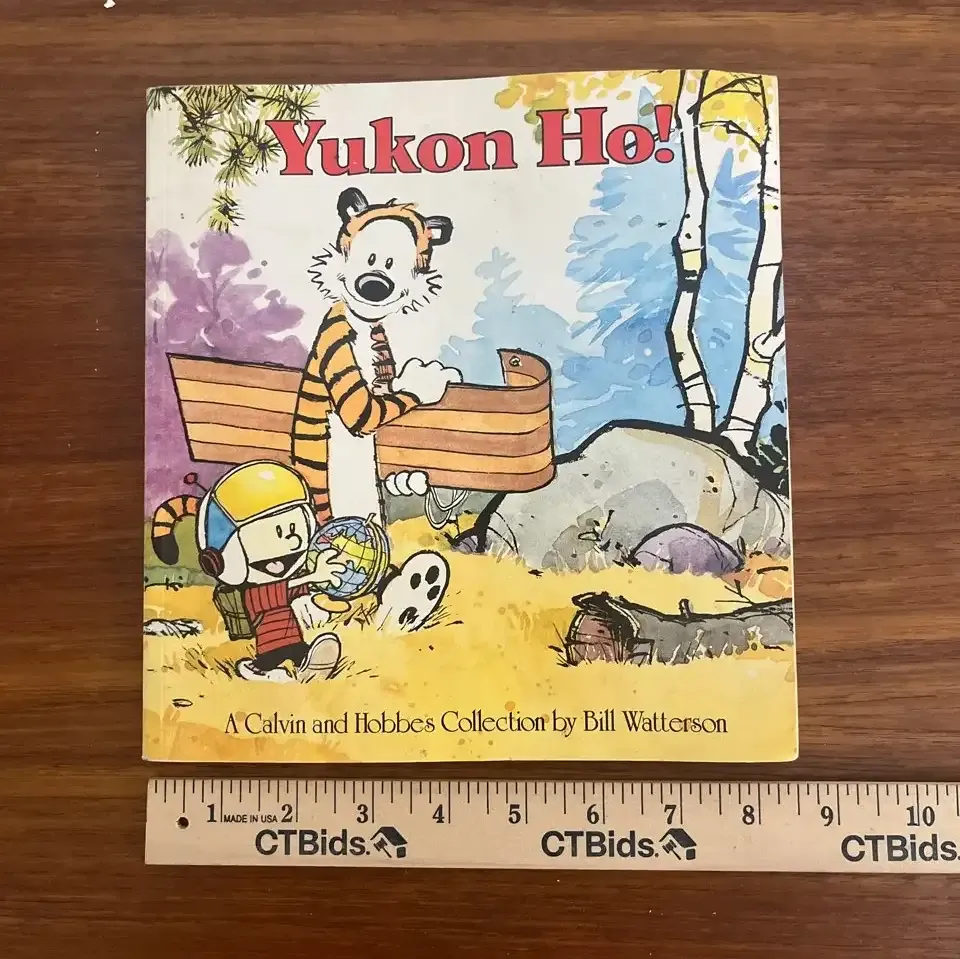 Yukon Ho!
A Calvin and Hobbes Collection by Bill Watterson
1 MADE IN USA 2 3 4 5 6 7 8 9 10
CTBids. CTBids. CTBids.